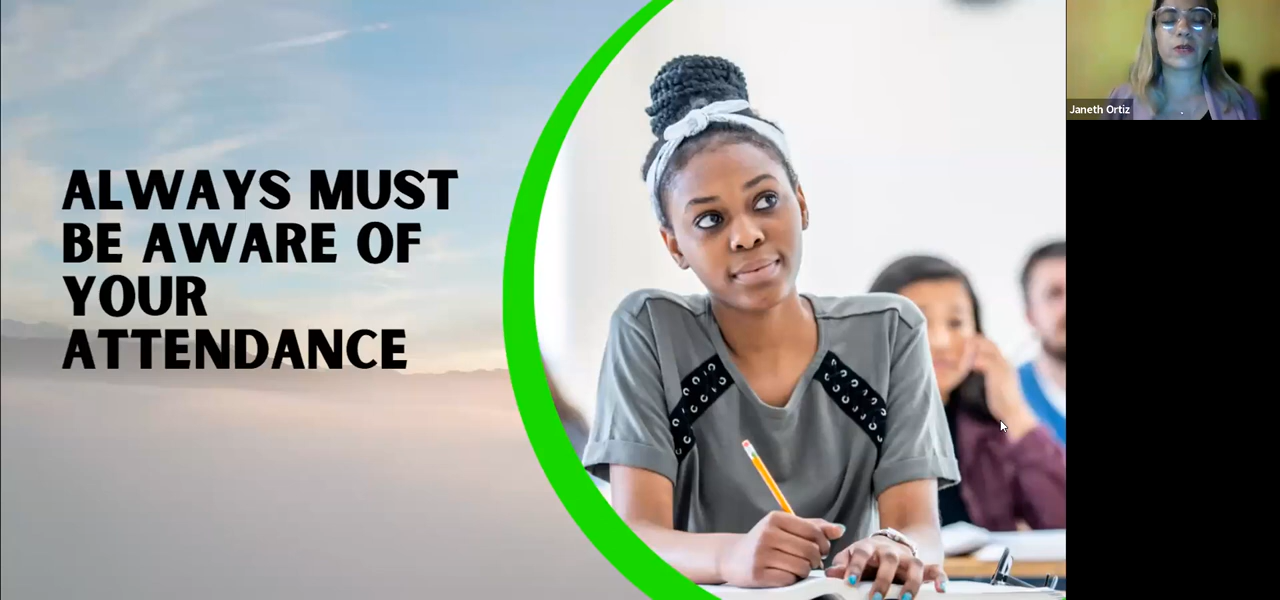 ALWAYS MUST
BE AWARE OF
YOUR
ATTENDANCE
Janeth Ortiz